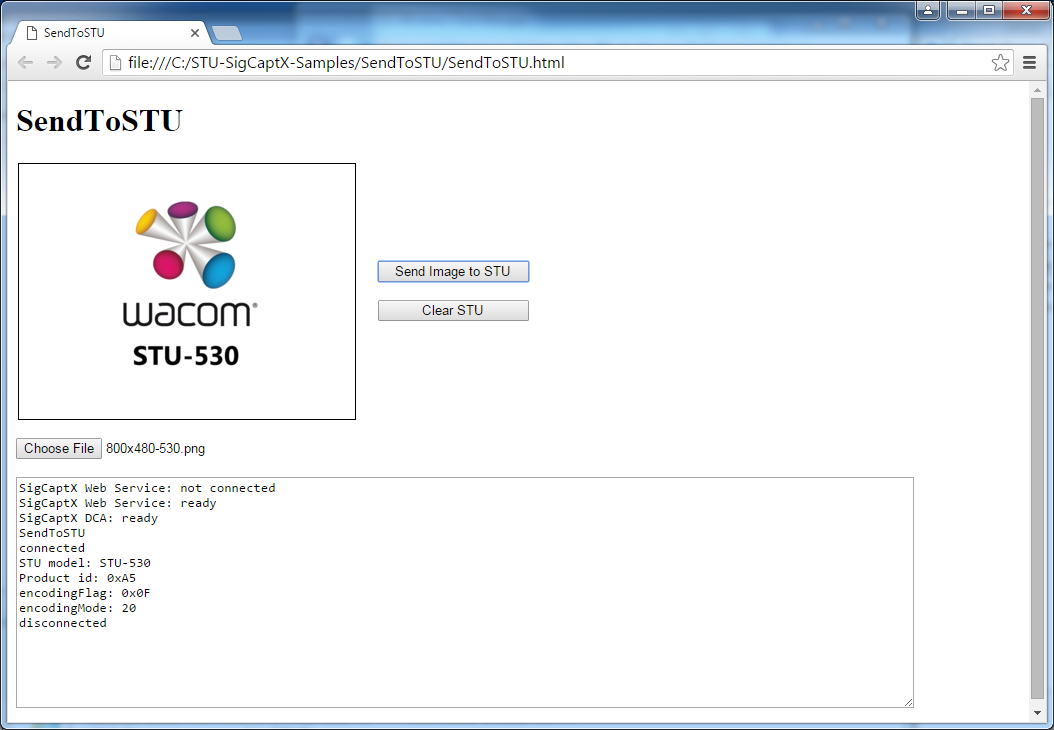 SendToSTU
file:///C:/STU-SigCaptX-Samples/SendToSTU/SendToSTU.html
SendToSTU
wacom®
STU-530
Send Image to STU
Clear STU
Choose File 800x480-530.png
SigCaptX Web Service: not connected
SigCaptX Web Service: ready
SigCaptX DCA: ready
SendToSTU
connected
STU model: STU-530
Product id: 0xA5
encodingFlag: 0x0F
encodingMode: 20
disconnected